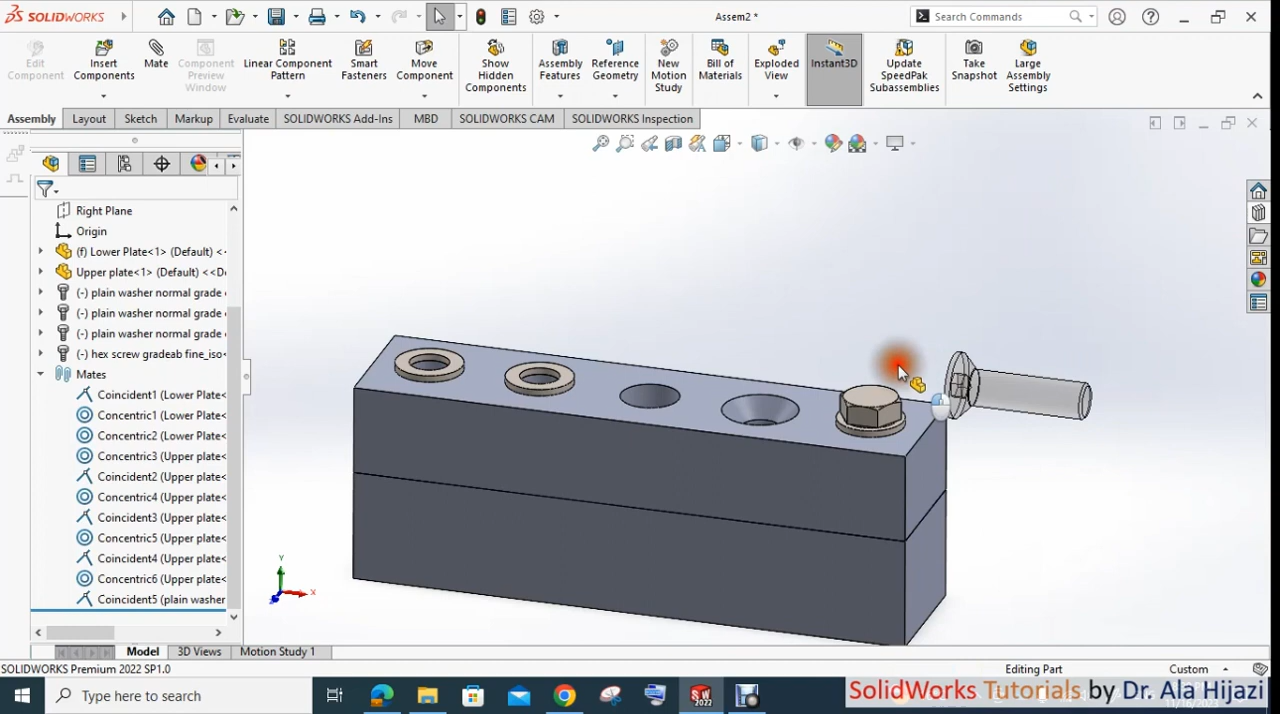 SOLIDWORKS
Assem2 *
Search Commands
Edit Component
Insert Components
Mate
Component Preview Window
Linear Component Pattern
Smart Fasteners
Move Component
Show Hidden Components
Assembly Features
Reference Geometry
New Motion Study
Bill of Materials
Exploded View
Instant3D
Update SpeedPak Subassemblies
Take Snapshot
Large Assembly Settings
Assembly
Layout
Sketch
Markup
Evaluate
SOLIDWORKS Add-Ins
MBD
SOLIDWORKS CAM
SOLIDWORKS Inspection
Right Plane
Origin
(f) Lower Plate<1> (Default) <
Upper plate<1> (Default) <<D
(-) plain washer normal grade
(-) plain washer normal grade
(-) plain washer normal grade
(-) hex screw gradeab fine_iso<
Mates
Coincident1 (Lower Plate<
Concentric1 (Lower Plate<
Concentric2 (Lower Plate<
Concentric3 (Upper plate<
Coincident2 (Upper plate<
Concentric4 (Upper plate<
Coincident3 (Upper plate<
Concentric5 (Upper plate<
Coincident4 (Upper plate<
Concentric6 (Upper plate<
Coincident5 (plain washer
Y
X
Z
Model
3D Views
Motion Study 1
SOLIDWORKS Premium 2022 SP1.0
Editing Part
Custom
Type here to search
SW
2022
SolidWorks Tutorials by Dr. Ala Hijazi